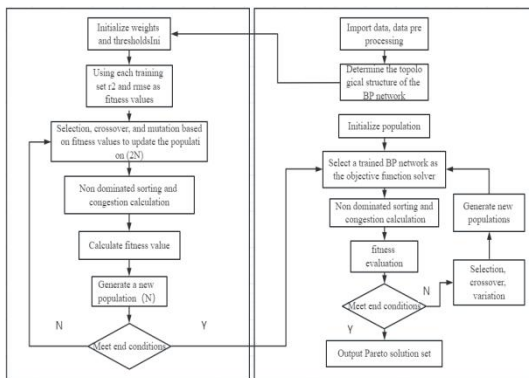 Initialize weights
and thresholdsIni
Using each training
set r2 and rmse as
fitness values
Selection, crossover, and mutation based
on fitness values to update the populati
on (2N)
Non dominated sorting and
congestion calculation
Calculate fitness value
Generate a new
population (N)
N
Meet end conditions
Y
Import data, data pre
processing
Determine the topolo
gical structure of the
BP network
Initialize population
Select a trained BP network as
the objective function solver
Non dominated sorting and
congestion calculation
fitness
evaluation
Meet end conditions
N
Selection,
crossover,
variation
Generate new
populations
Y
Output Pareto solution set